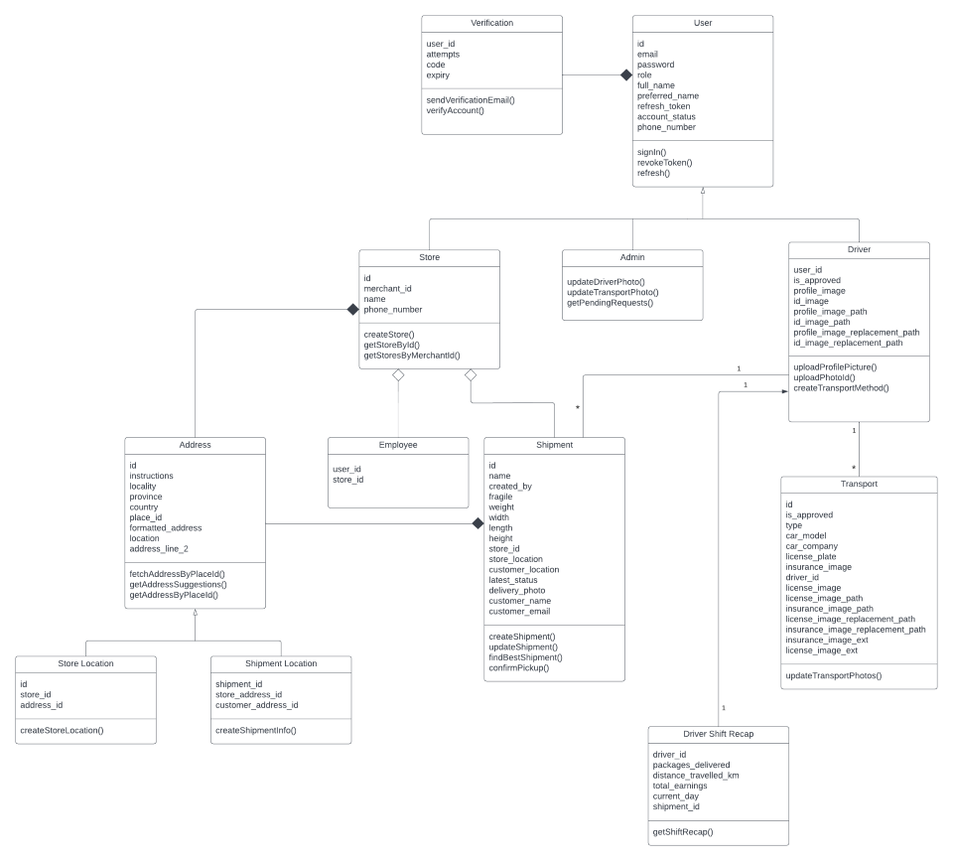 Verification
user_id
attempts
code
expiry
sendVerificationEmail()
verifyAccount()
User
id
email
password
role
full_name
preferred_name
refresh_token
account_status
phone_number
signIn()
revokeToken()
refresh()
Store
id
merchant_id
name
phone_number
createStore()
getStoreById()
getStoresByMerchantId()
Admin
updateDriverPhoto()
updateTransportPhoto()
getPendingRequests()
Driver
user_id
is_approved
profile_image
id_image
profile_image_path
id_image_path
profile_image_replacement_path
id_image_replacement_path
uploadProfilePicture()
uploadPhotoId()
createTransportMethod()
1
1
*
1
*
Address
id
instructions
locality
province
country
place_id
formatted_address
location
address_line_2
fetchAddressByPlaceId()
getAddressSuggestions()
getAddressByPlaceId()
Employee
user_id
store_id
Shipment
id
name
created_by
fragile
weight
width
length
height
store_id
store_location
customer_location
latest_status
delivery_photo
customer_name
customer_email
createShipment()
updateShipment()
findBestShipment()
confirmPickup()
Transport
id
is_approved
type
car_model
car_company
license_plate
insurance_image
driver_id
license_image
license_image_path
insurance_image_path
license_image_replacement_path
insurance_image_replacement_path
insurance_image_ext
license_image_ext
updateTransportPhotos()
Store Location
id
store_id
address_id
createStoreLocation()
Shipment Location
shipment_id
store_address_id
customer_address_id
createShipmentInfo()
1
Driver Shift Recap
driver_id
packages_delivered
distance_travelled_km
total_earnings
current_day
shipment_id
getShiftRecap()